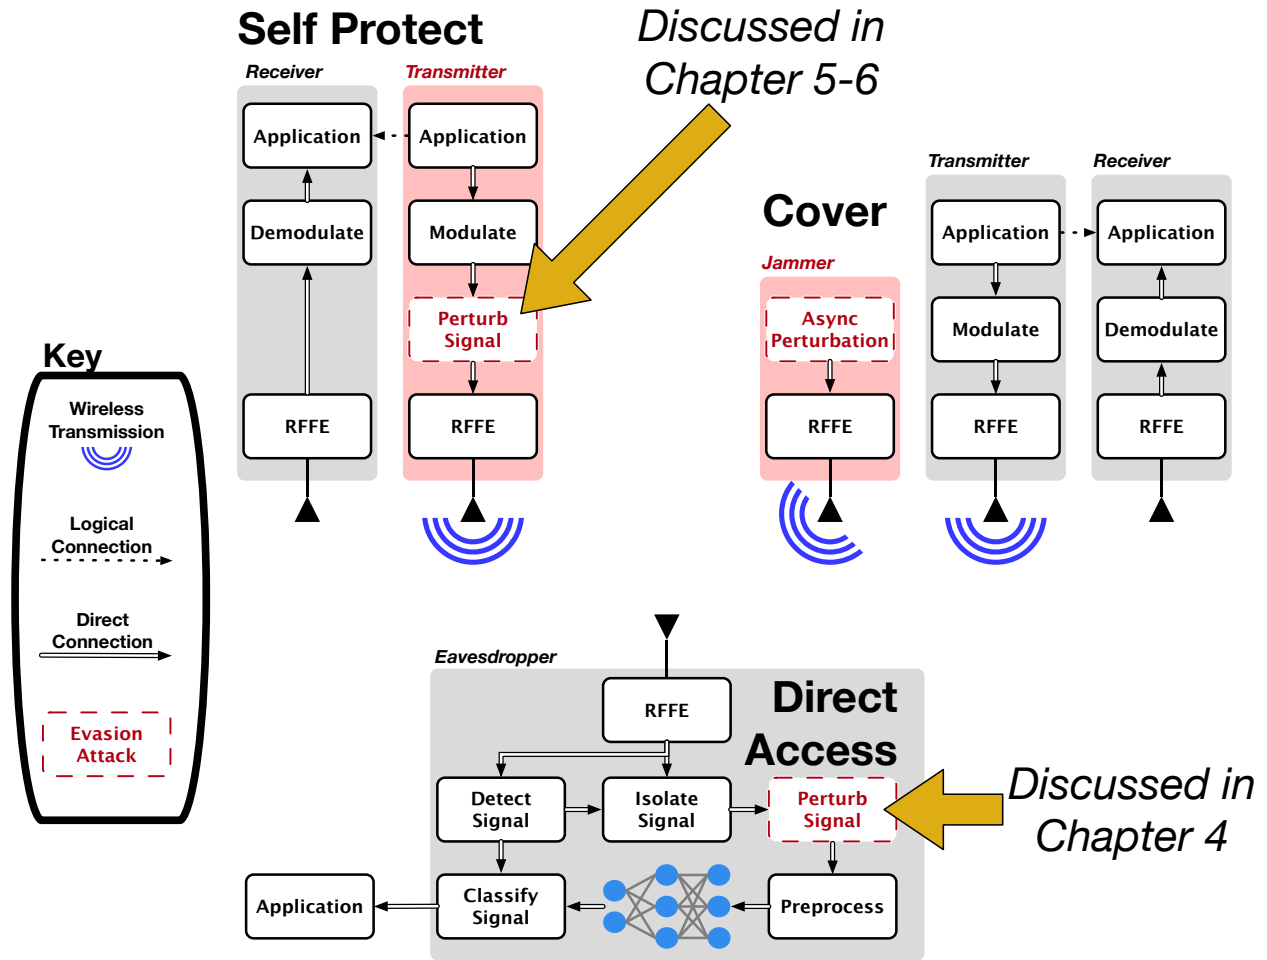 Self Protect
Discussed in
Chapter 5-6
Receiver
Transmitter
Application
Application
Demodulate
Modulate
Perturb
Signal
RFFE
RFFE
Cover
Jammer
Transmitter
Receiver
Async
Perturbation
RFFE
Application
Application
Modulate
Demodulate
RFFE
RFFE
Key
Wireless
Transmission
Logical
Connection
Direct
Connection
Evasion
Attack
Eavesdropper
Direct
Access
RFFE
Detect
Signal
Isolate
Signal
Perturb
Signal
Discussed in
Chapter 4
Application
Classify
Signal
Preprocess